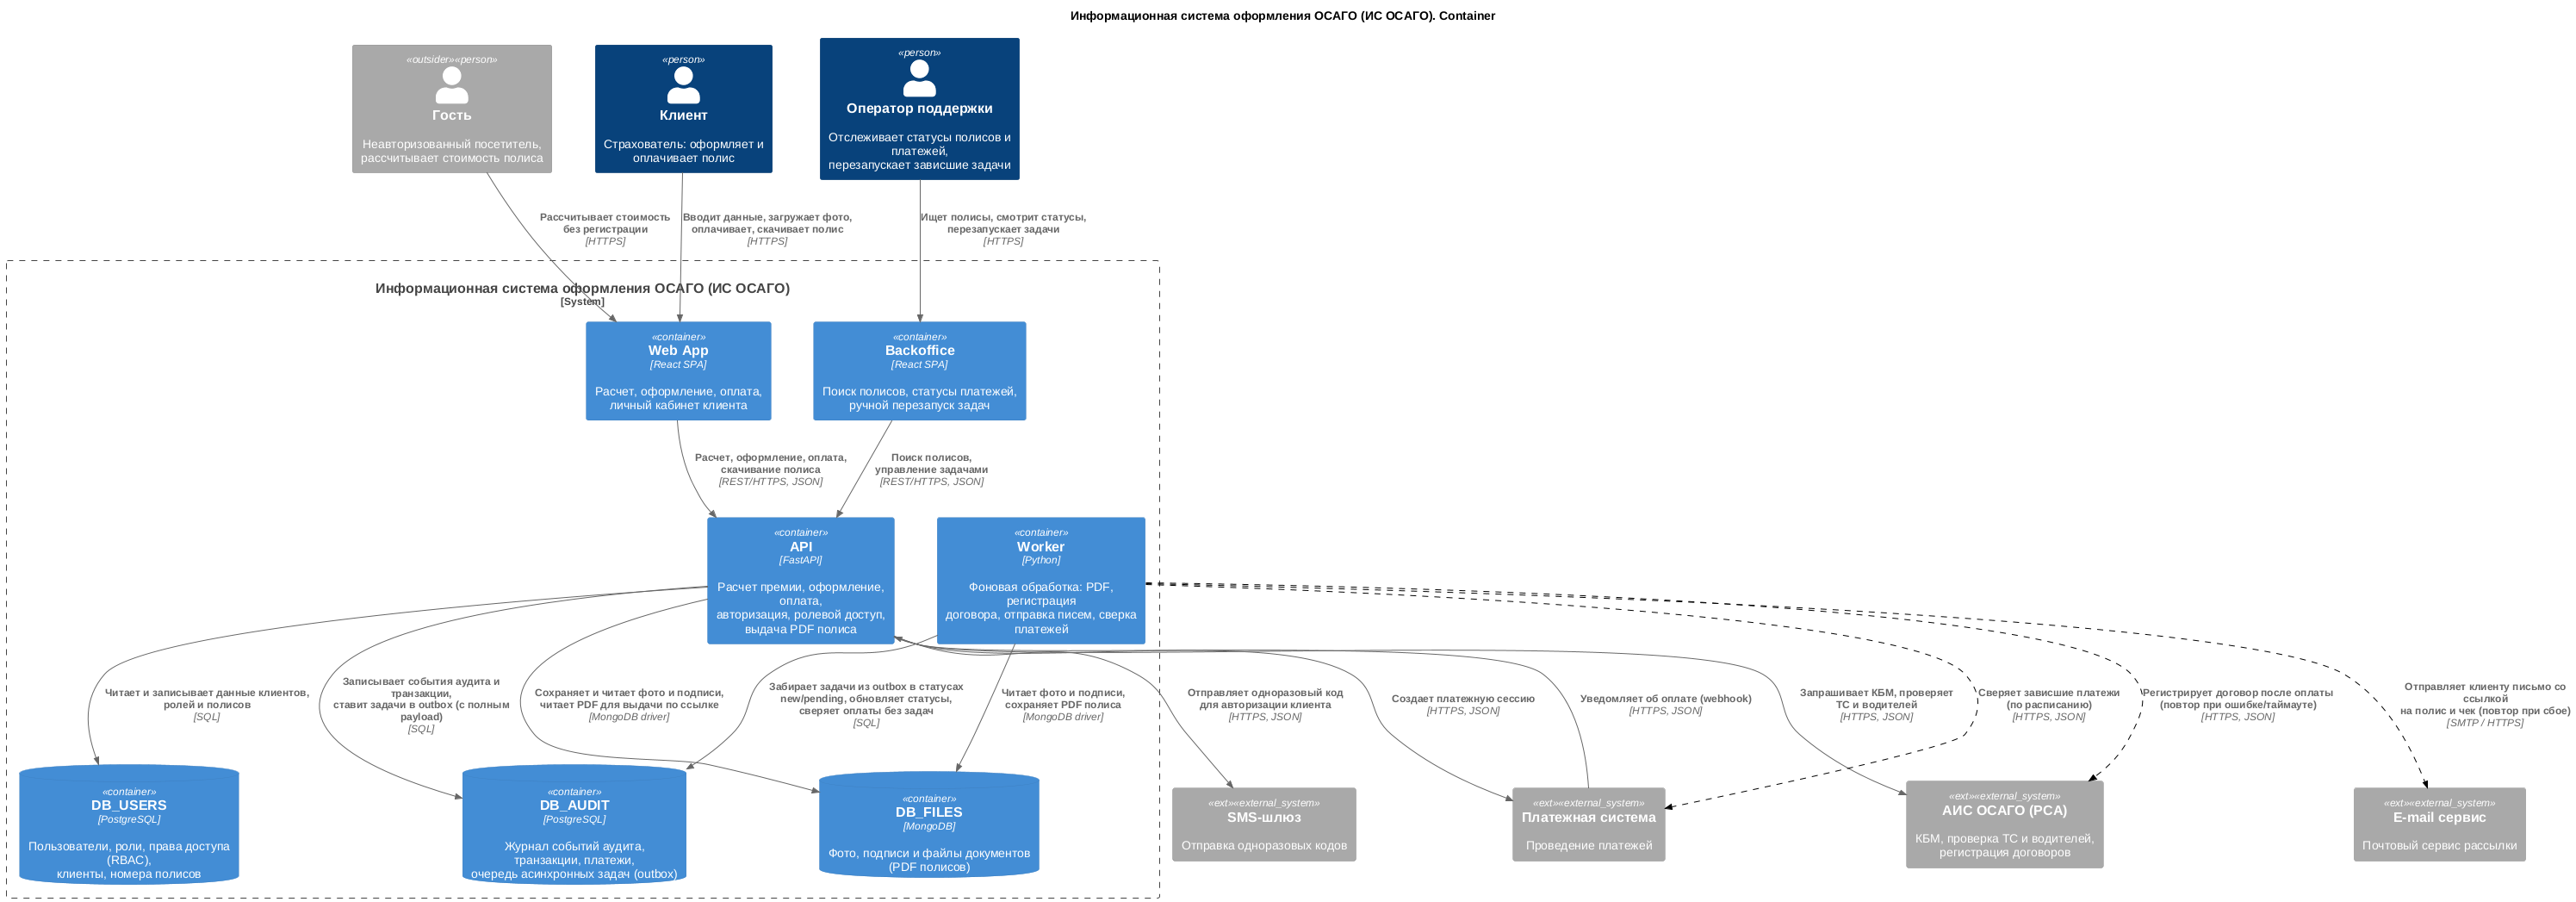 Информационная система оформления ОСАГО (ИС ОСАГО). Container
«outsider»«person»
Гость
Неавторизованный посетитель,
рассчитывает стоимость полиса
«person»
Клиент
Страхователь: оформляет и
оплачивает полис
«person»
Оператор поддержки
Отслеживает статусы полисов и
платежей,
перезапускает зависшие задачи
Рассчитывает стоимость
без регистрации
[HTTPS]
Вводит данные, загружает фото,
оплачивает, скачивает полис
[HTTPS]
Ищет полисы, смотрит статусы,
перезапускает задачи
[HTTPS]
Информационная система оформления ОСАГО (ИС ОСАГО)
[System]
«container»
Web App
[React SPA]
Расчет, оформление, оплата,
личный кабинет клиента
«container»
Backoffice
[React SPA]
Поиск полисов, статусы платежей,
ручной перезапуск задач
Расчет, оформление, оплата,
скачивание полиса
[REST/HTTPS, JSON]
Поиск полисов,
управление задачами
[REST/HTTPS, JSON]
«container»
API
[FastAPI]
Расчет премии, оформление,
оплата,
авторизация, ролевой доступ,
выдача PDF полиса
«container»
Worker
[Python]
Фоновая обработка: PDF,
регистрация
договора, отправка писем, сверка
платежей
Читает и записывает данные клиентов,
ролей и полисов
[SQL]
Записывает события аудита и
транзакции,
ставит задачи в outbox (с полным
payload)
[SQL]
Сохраняет и читает фото и подписи,
читает PDF для выдачи по ссылке
[MongoDB driver]
Забирает задачи из outbox в статусах
new/pending, обновляет статусы,
сверяет оплаты без задач
[SQL]
Читает фото и подписи,
сохраняет PDF полиса
[MongoDB driver]
Отправляет одноразовый код
для авторизации клиента
[HTTPS, JSON]
Создает платежную сессию
[HTTPS, JSON]
Уведомляет об оплате (webhook)
[HTTPS, JSON]
Запрашивает КБМ, проверяет
ТС и водителей
[HTTPS, JSON]
Сверяет зависшие платежи
(по расписанию)
[HTTPS, JSON]
Регистрирует договор после оплаты
(повтор при ошибке/таймауте)
[HTTPS, JSON]
Отправляет клиенту письмо со
ссылкой
на полис и чек (повтор при сбое)
[SMTP / HTTPS]
«container»
DB_USERS
[PostgreSQL]
Пользователи, роли, права доступа
(RBAC),
клиенты, номера полисов
«container»
DB_AUDIT
[PostgreSQL]
Журнал событий аудита,
транзакции, платежи,
очередь асинхронных задач (outbox)
«container»
DB_FILES
[MongoDB]
Фото, подписи и файлы документов
(PDF полисов)
«ext»«external_system»
SMS-шлюз
Отправка одноразовых кодов
«ext»«external_system»
Платежная система
Проведение платежей
«ext»«external_system»
АИС ОСАГО (РСА)
КБМ, проверка ТС и водителей,
регистрация договоров
«ext»«external_system»
E-mail сервис
Почтовый сервис рассылки